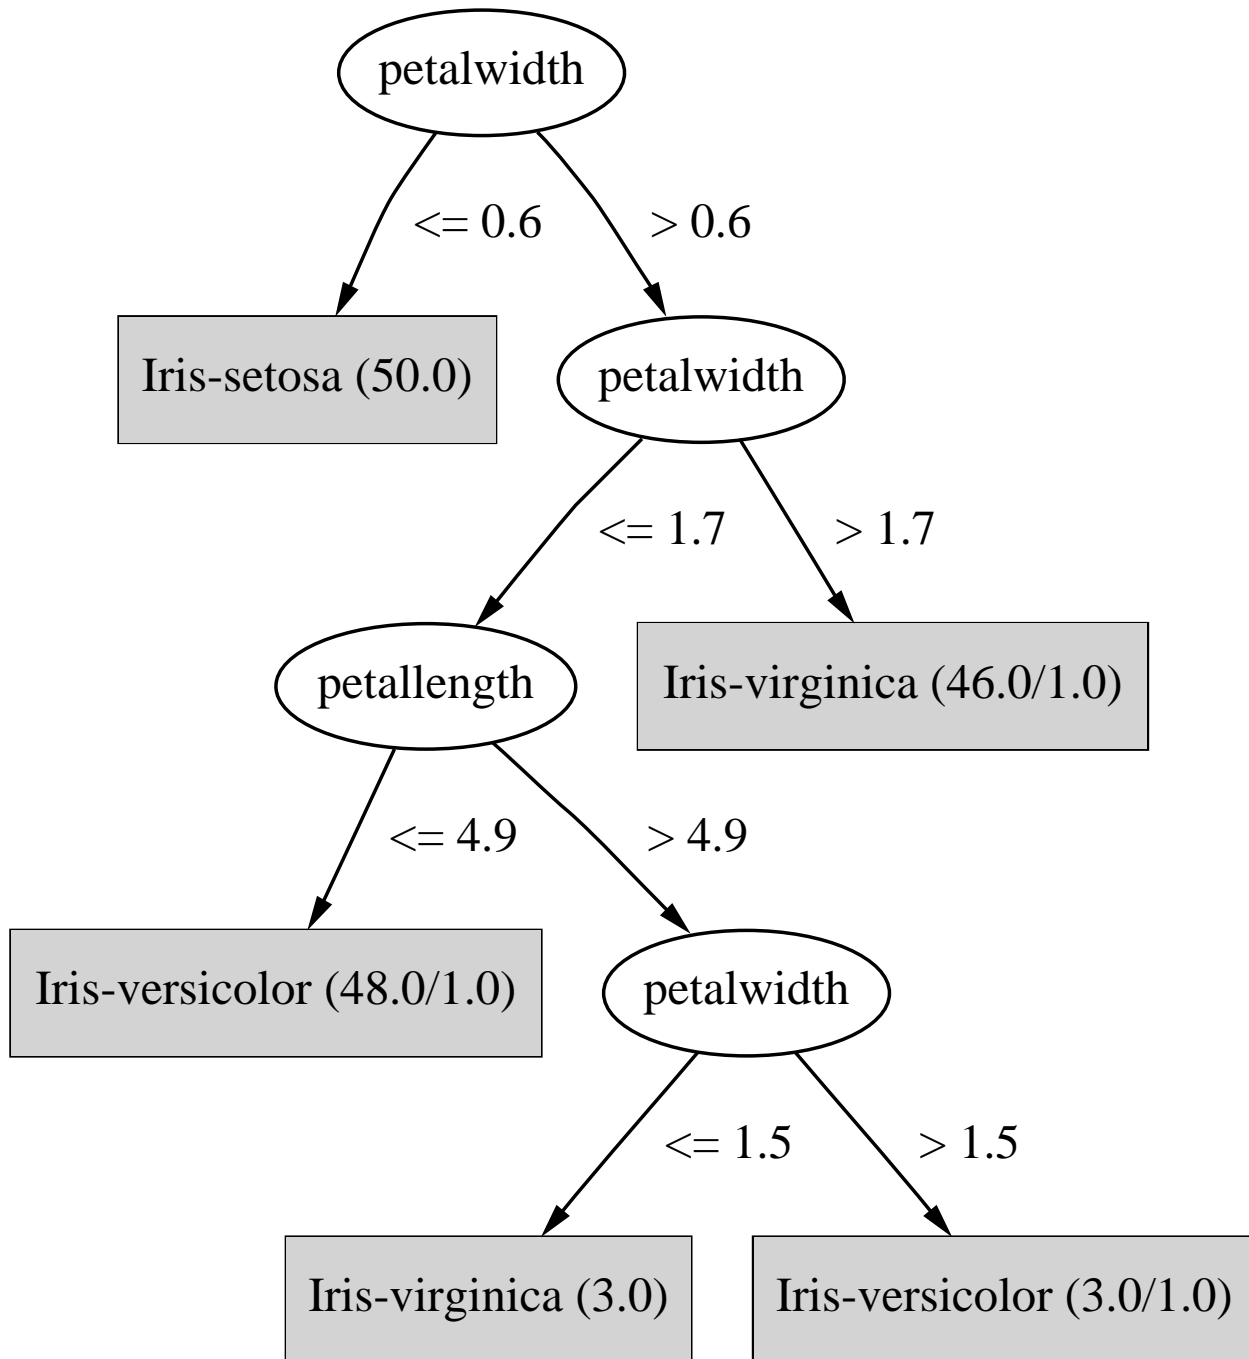 petalwidth
<= 0.6
> 0.6
Iris-setosa (50.0)
petalwidth
<= 1.7
> 1.7
petallength
Iris-virginica (46.0/1.0)
<= 4.9
> 4.9
Iris-versicolor (48.0/1.0)
petalwidth
<= 1.5
> 1.5
Iris-virginica (3.0)
Iris-versicolor (3.0/1.0)